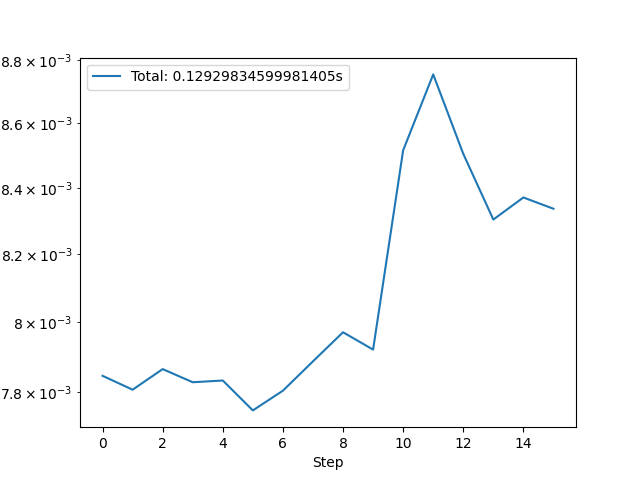 Total: 0.12929834599981405s
8.8 × 10⁻³
8.6 × 10⁻³
8.4 × 10⁻³
8.2 × 10⁻³
8 × 10⁻³
7.8 × 10⁻³
0 2 4 6 8 10 12 14
Step